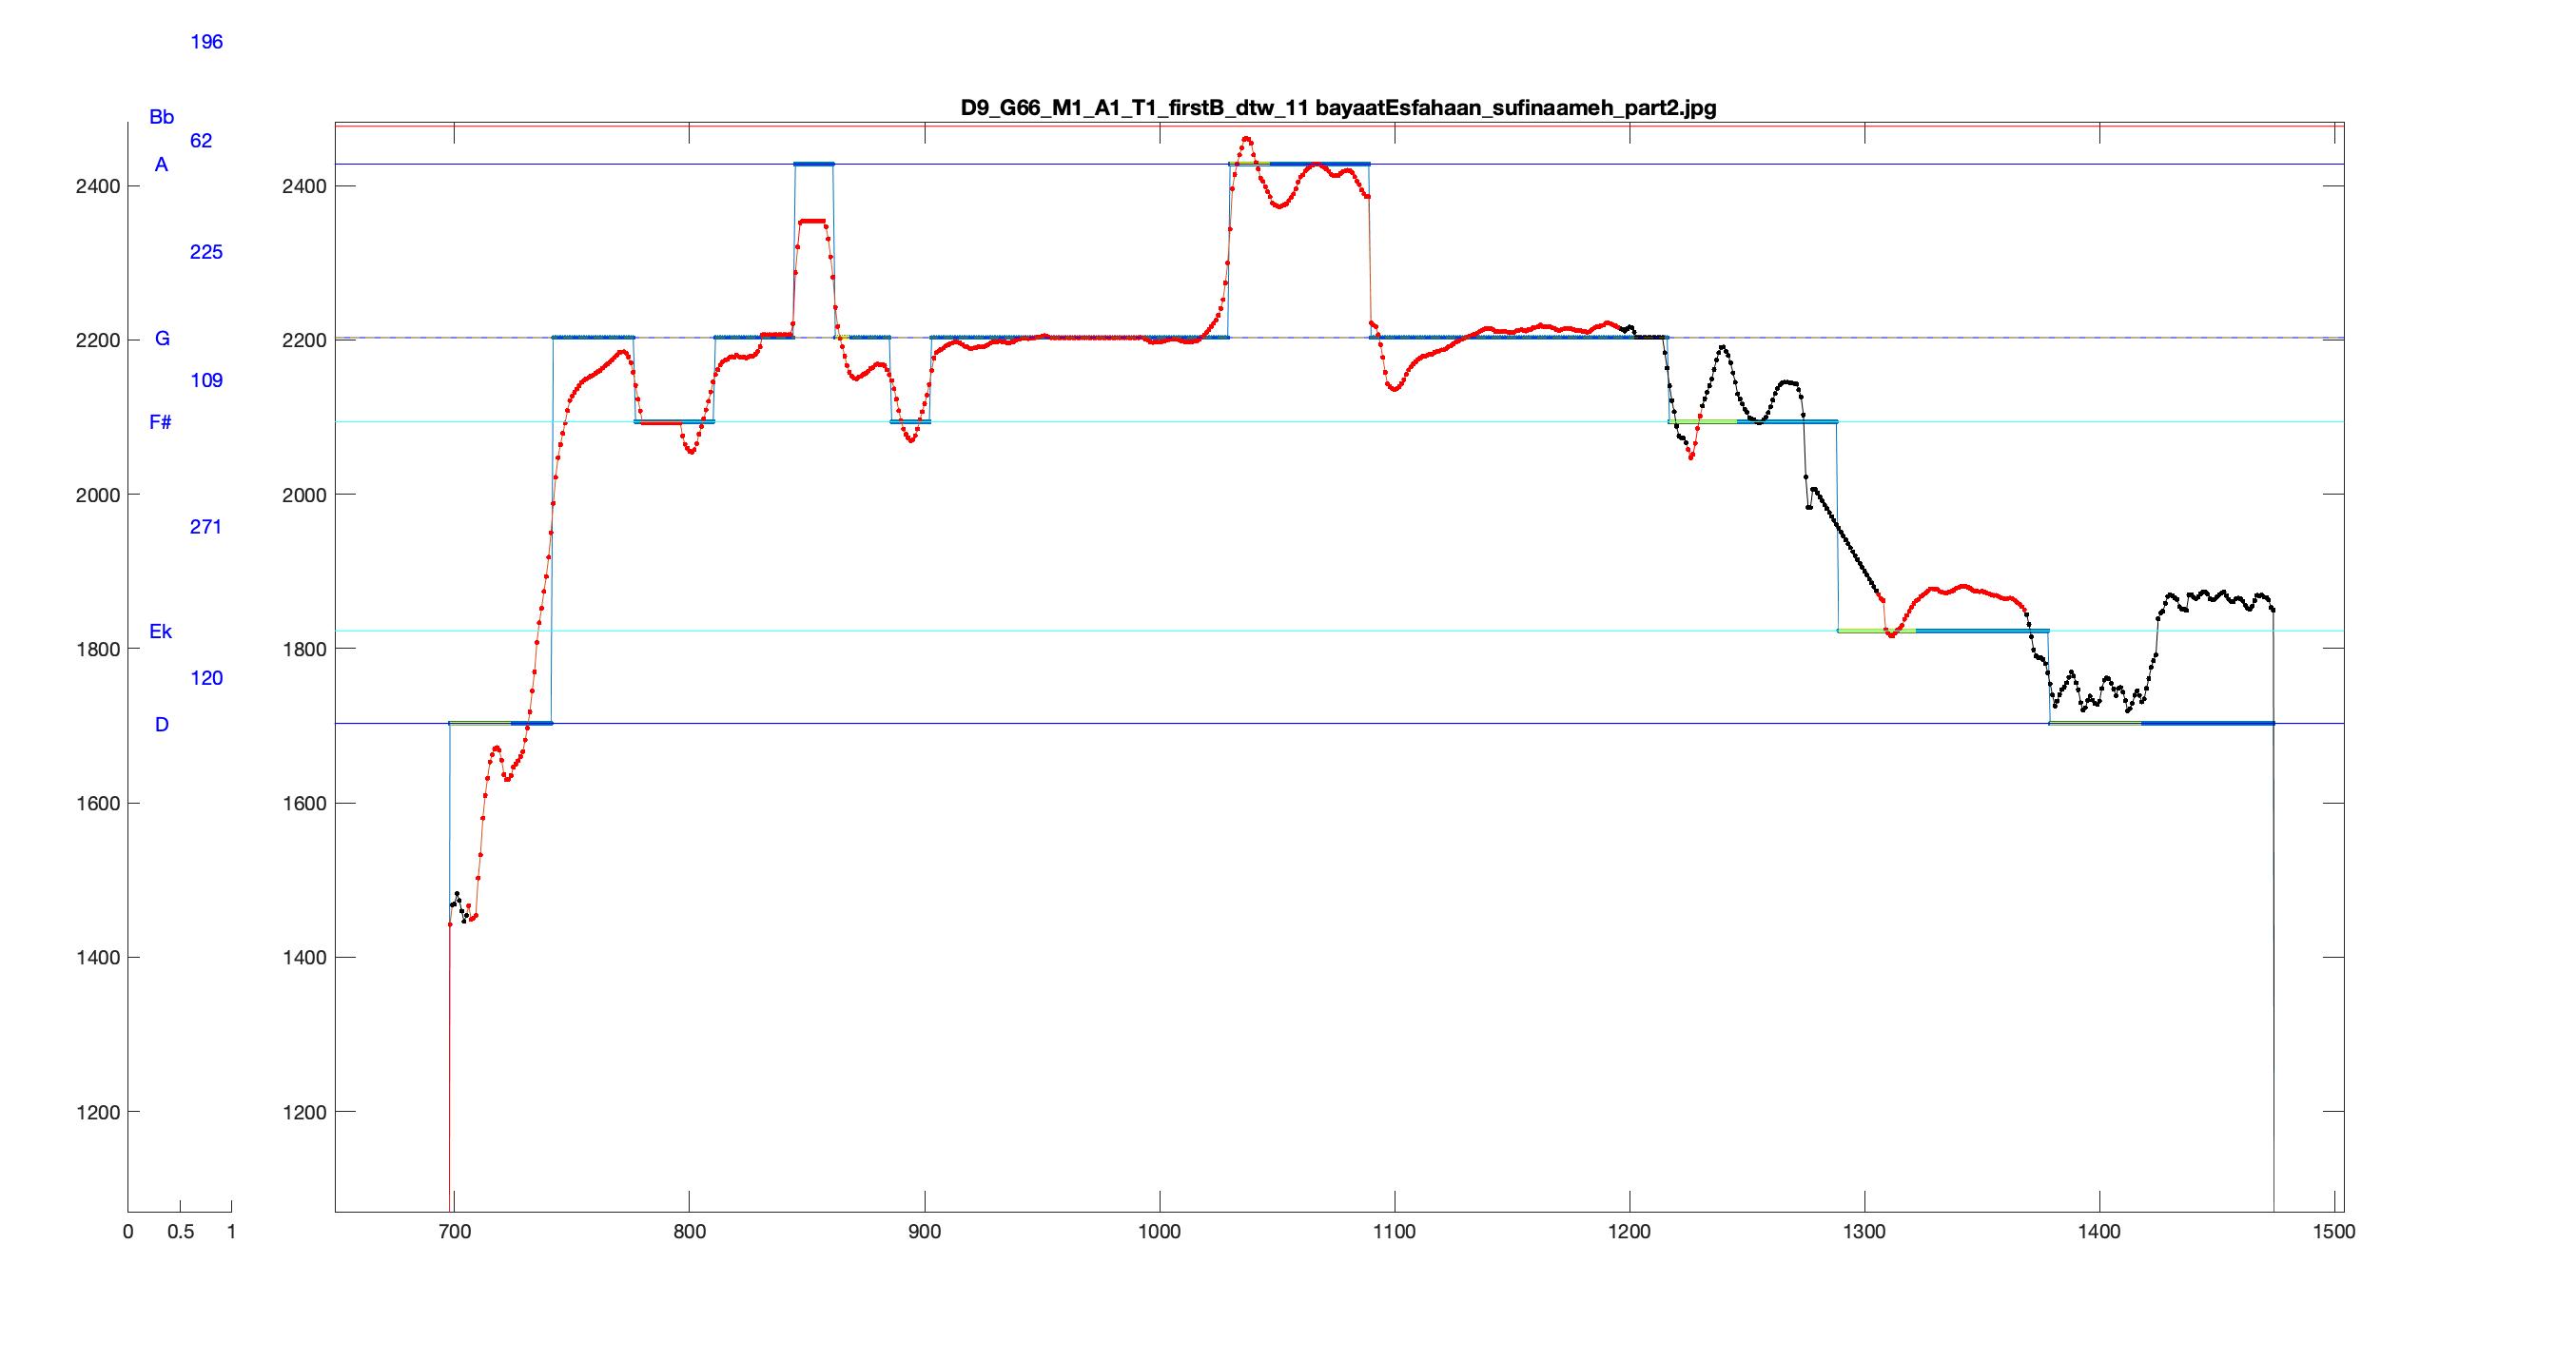 196
D9_G66_M1_A1_T1_firstB_dtw_11 bayaatEsfahaan_sufinaameh_part2.jpg
Bb
62
A
2400 2400
225
2200 G 2200
109
F#
2000 2000
271
Ek
1800 1800
120
D
1600 1600
1400 1400
1200 1200
0 0.5 1 700 800 900 1000 1100 1200 1300 1400 1500